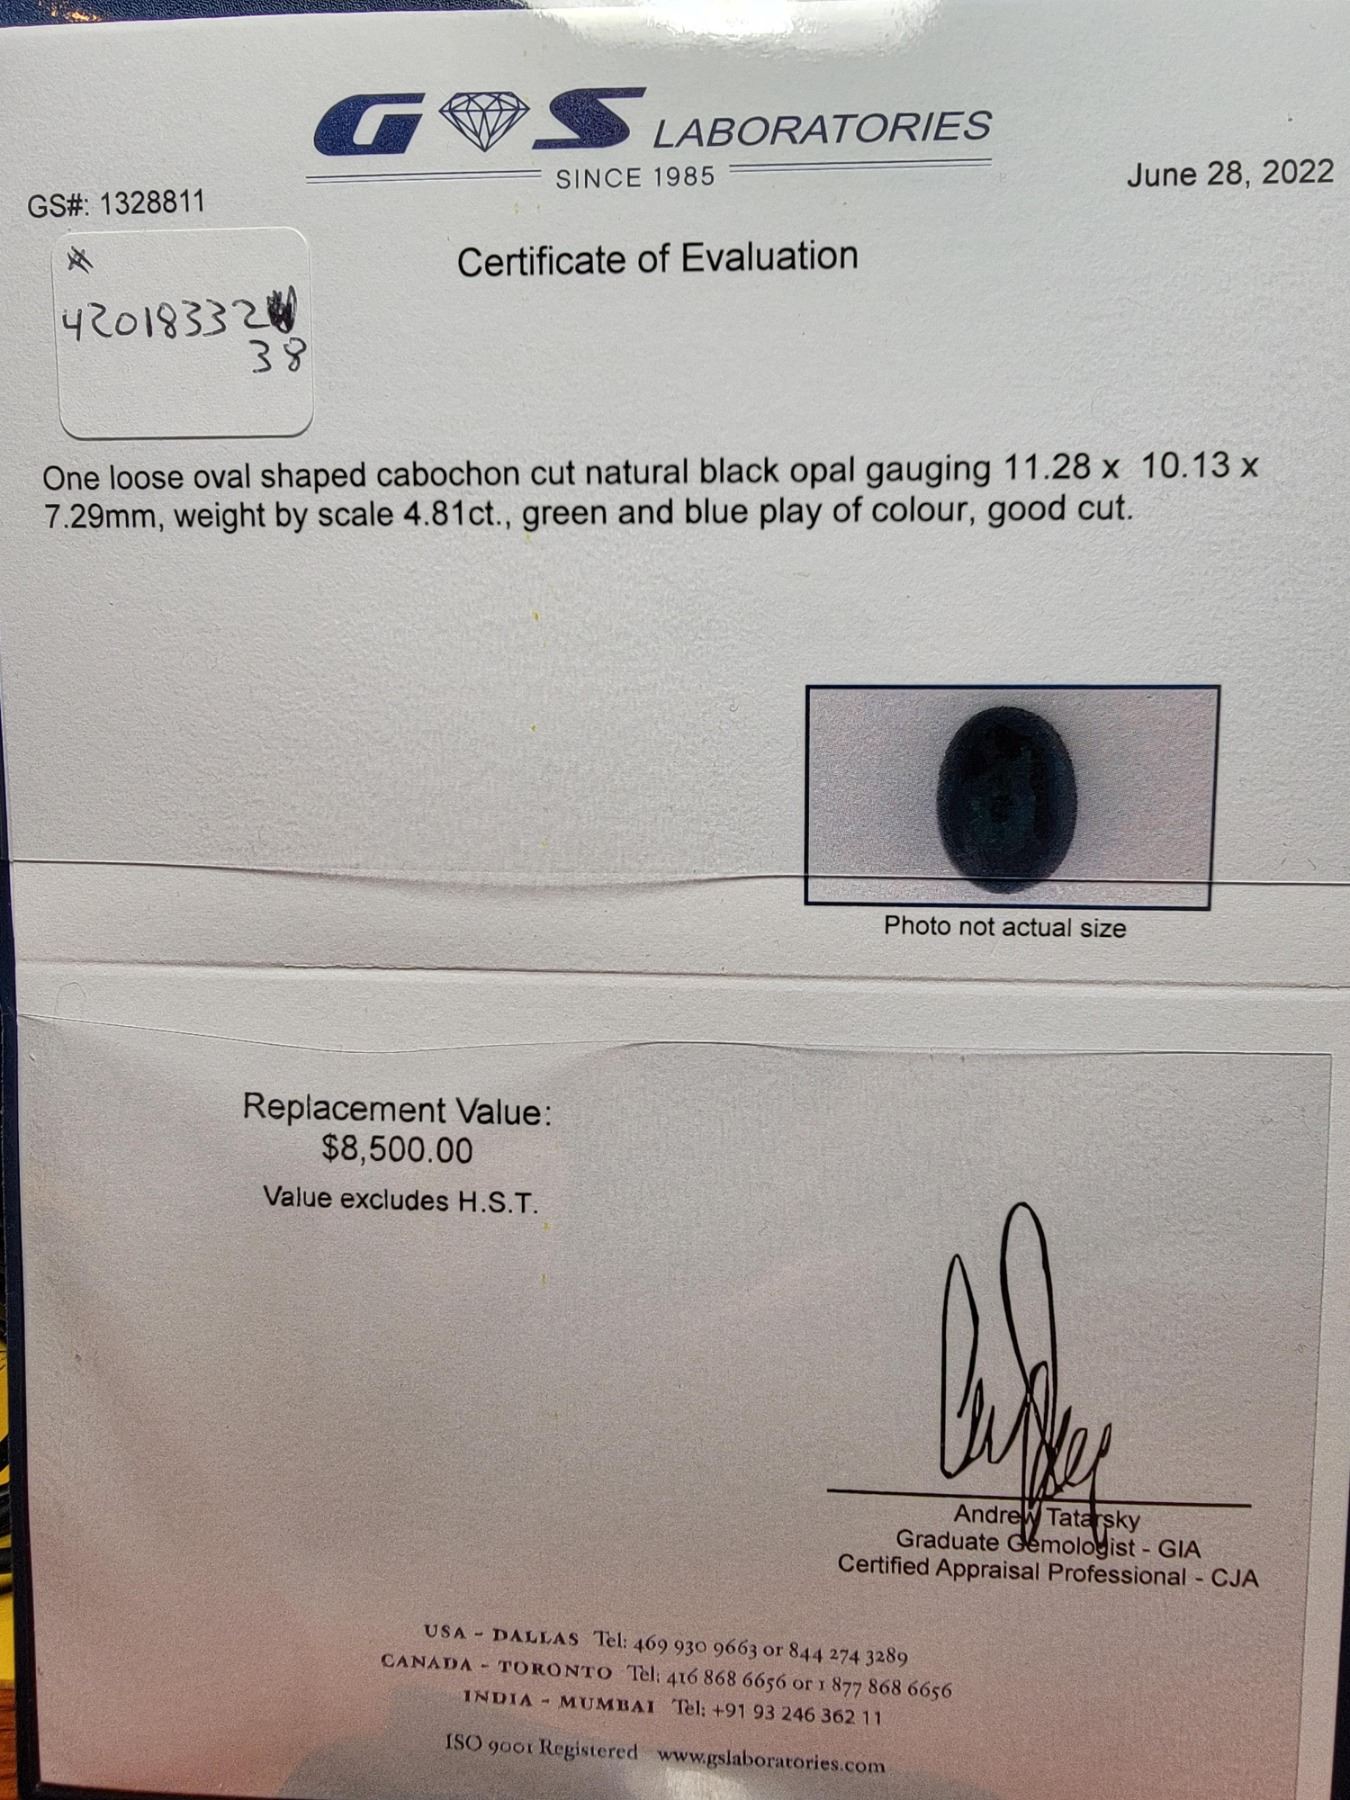 GS LABORATORIES
SINCE 1985
June 28, 2022
GS#: 1328811
Certificate of Evaluation
42018332
38
One loose oval shaped cabochon cut natural black opal gauging 11.28 x 10.13 x
7.29mm, weight by scale 4.81ct., green and blue play of colour, good cut.
Photo not actual size
Replacement Value:
$8,500.00
Value excludes H.S.T.
Andrew Tatarsky
Graduate Gemologist - GIA
Certified Appraisal Professional - CJA
USA - DALLAS Tel: 469 930 9663 or 844 274 3289
CANADA - TORONTO Tel: 416 868 6656 or 1 877 868 6656
INDIA - MUMBAI Tel: +91 93 246 362 11
ISO 9001 Registered www.gslaboratories.com